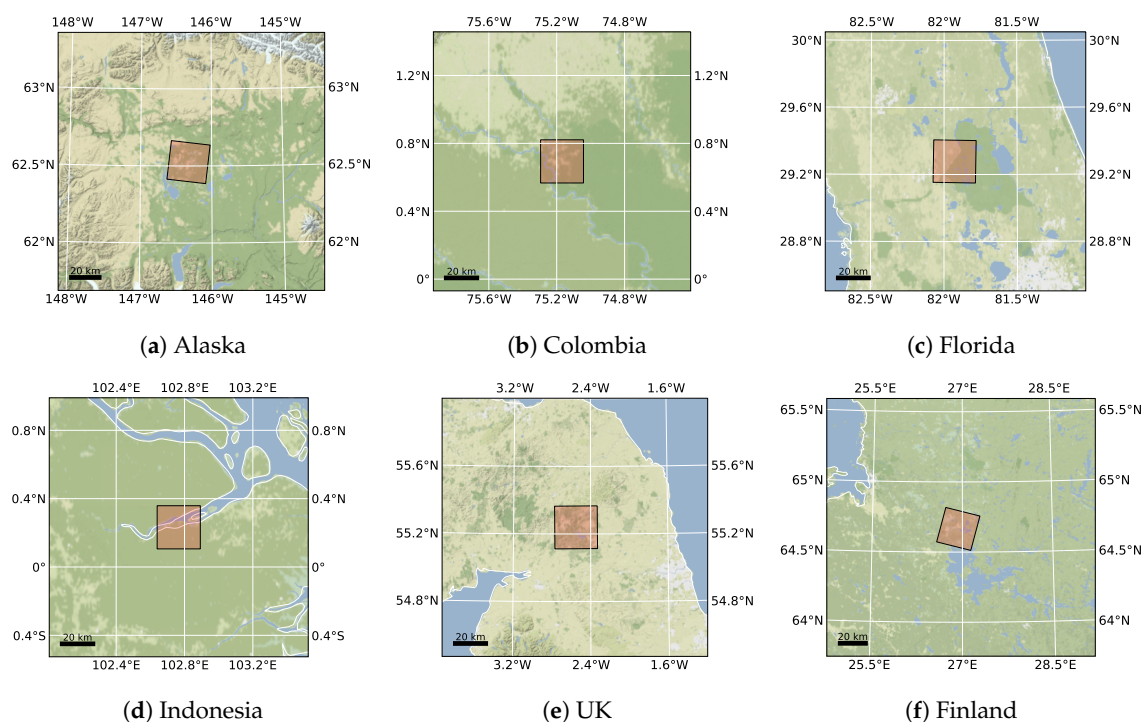 148°W 147°W 146°W 145°W
63°N 63°N
62.5°N 62.5°N
62°N 62°N
20 km
148°W 147°W 146°W 145°W
(a) Alaska
75.6°W 75.2°W 74.8°W
1.2°N 1.2°N
0.8°N 0.8°N
0.4°N 0.4°N
0° 0°
20 km
75.6°W 75.2°W 74.8°W
(b) Colombia
82.5°W 82°W 81.5°W
30°N 30°N
29.6°N 29.6°N
29.2°N 29.2°N
28.8°N 28.8°N
20 km
82.5°W 82°W 81.5°W
(c) Florida
102.4°E 102.8°E 103.2°E
0.8°N 0.8°N
0.4°N 0.4°N
0° 0°
0.4°S 0.4°S
20 km
102.4°E 102.8°E 103.2°E
(d) Indonesia
3.2°W 2.4°W 1.6°W
55.6°N 55.6°N
55.2°N 55.2°N
54.8°N 54.8°N
20 km
3.2°W 2.4°W 1.6°W
(e) UK
25.5°E 27°E 28.5°E
65.5°N 65.5°N
65°N 65°N
64.5°N 64.5°N
64°N 64°N
20 km
25.5°E 27°E 28.5°E
(f) Finland